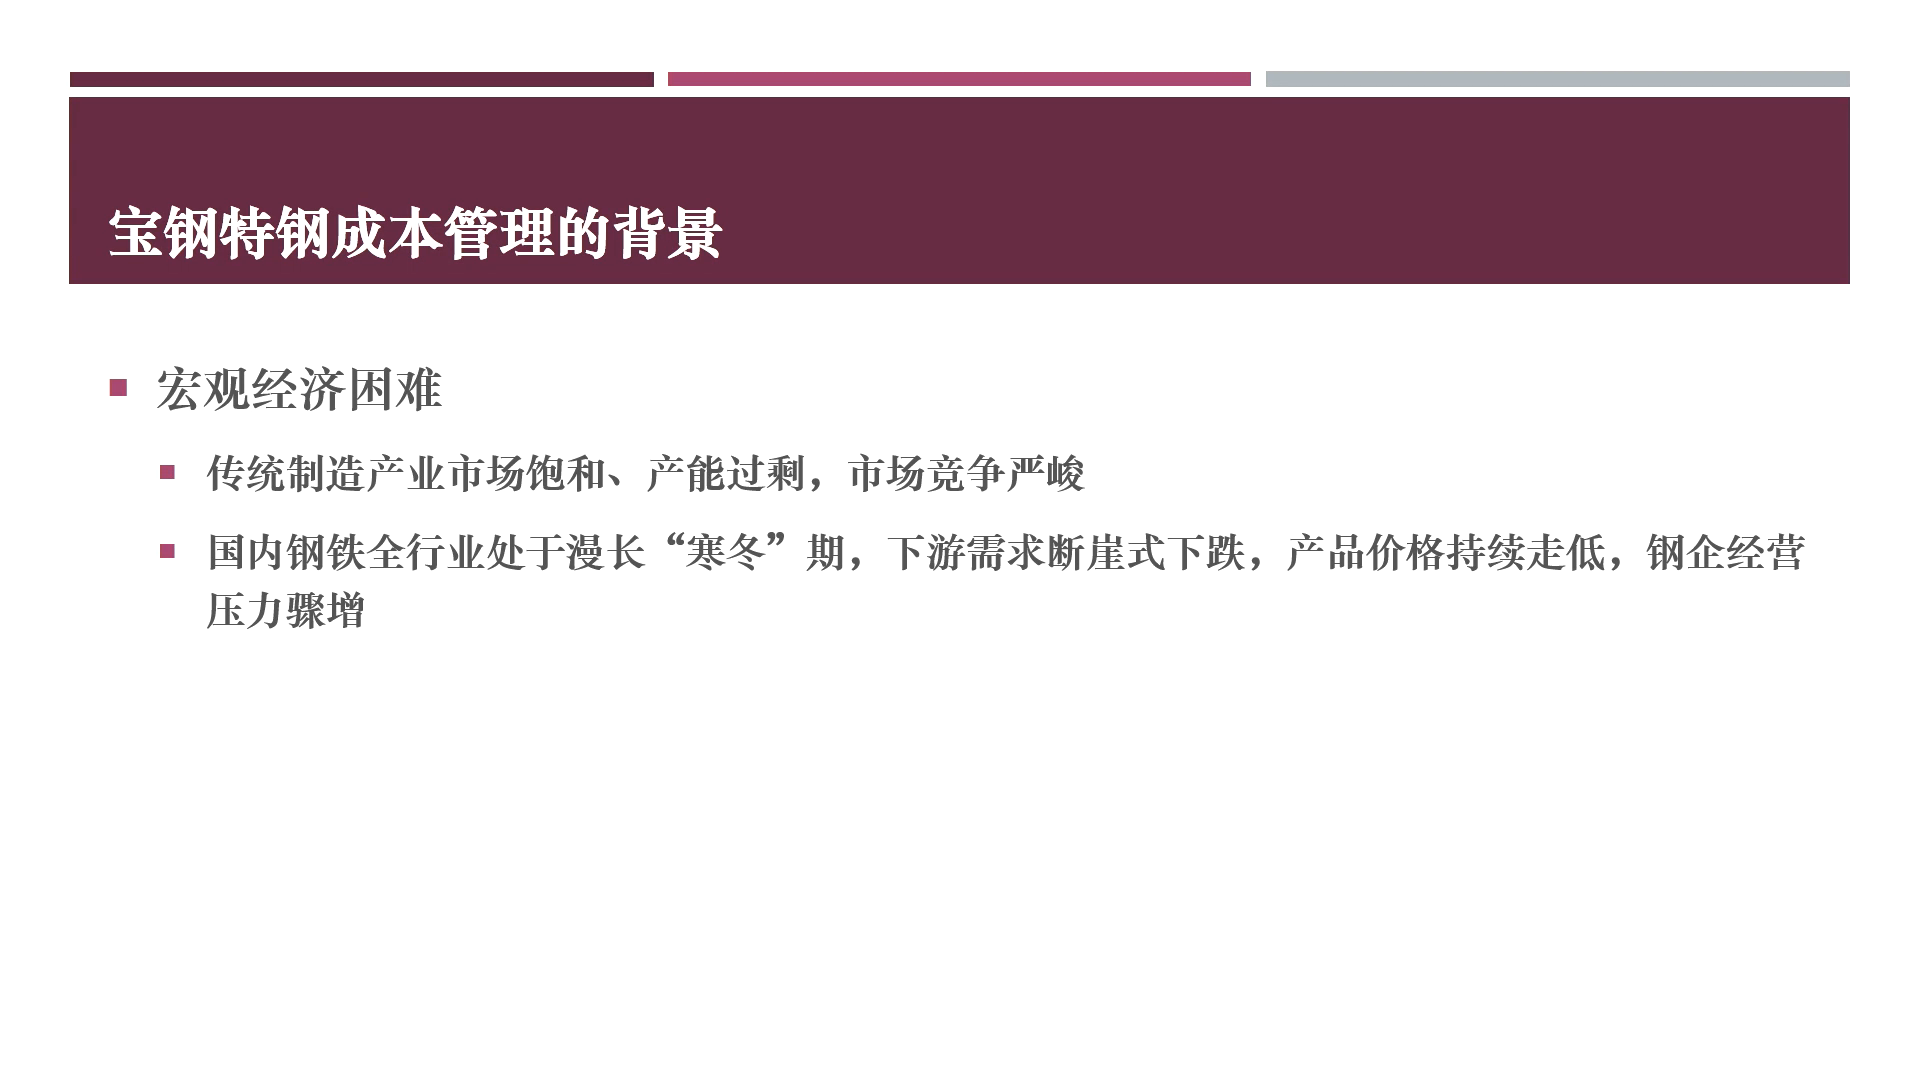 宝钢特钢成本管理的背景
宏观经济困难
传统制造产业市场饱和、产能过剩，市场竞争严峻
国内钢铁全行业处于漫长“寒冬”期，下游需求断崖式下跌，产品价格持续走低，钢企经营
压力骤增